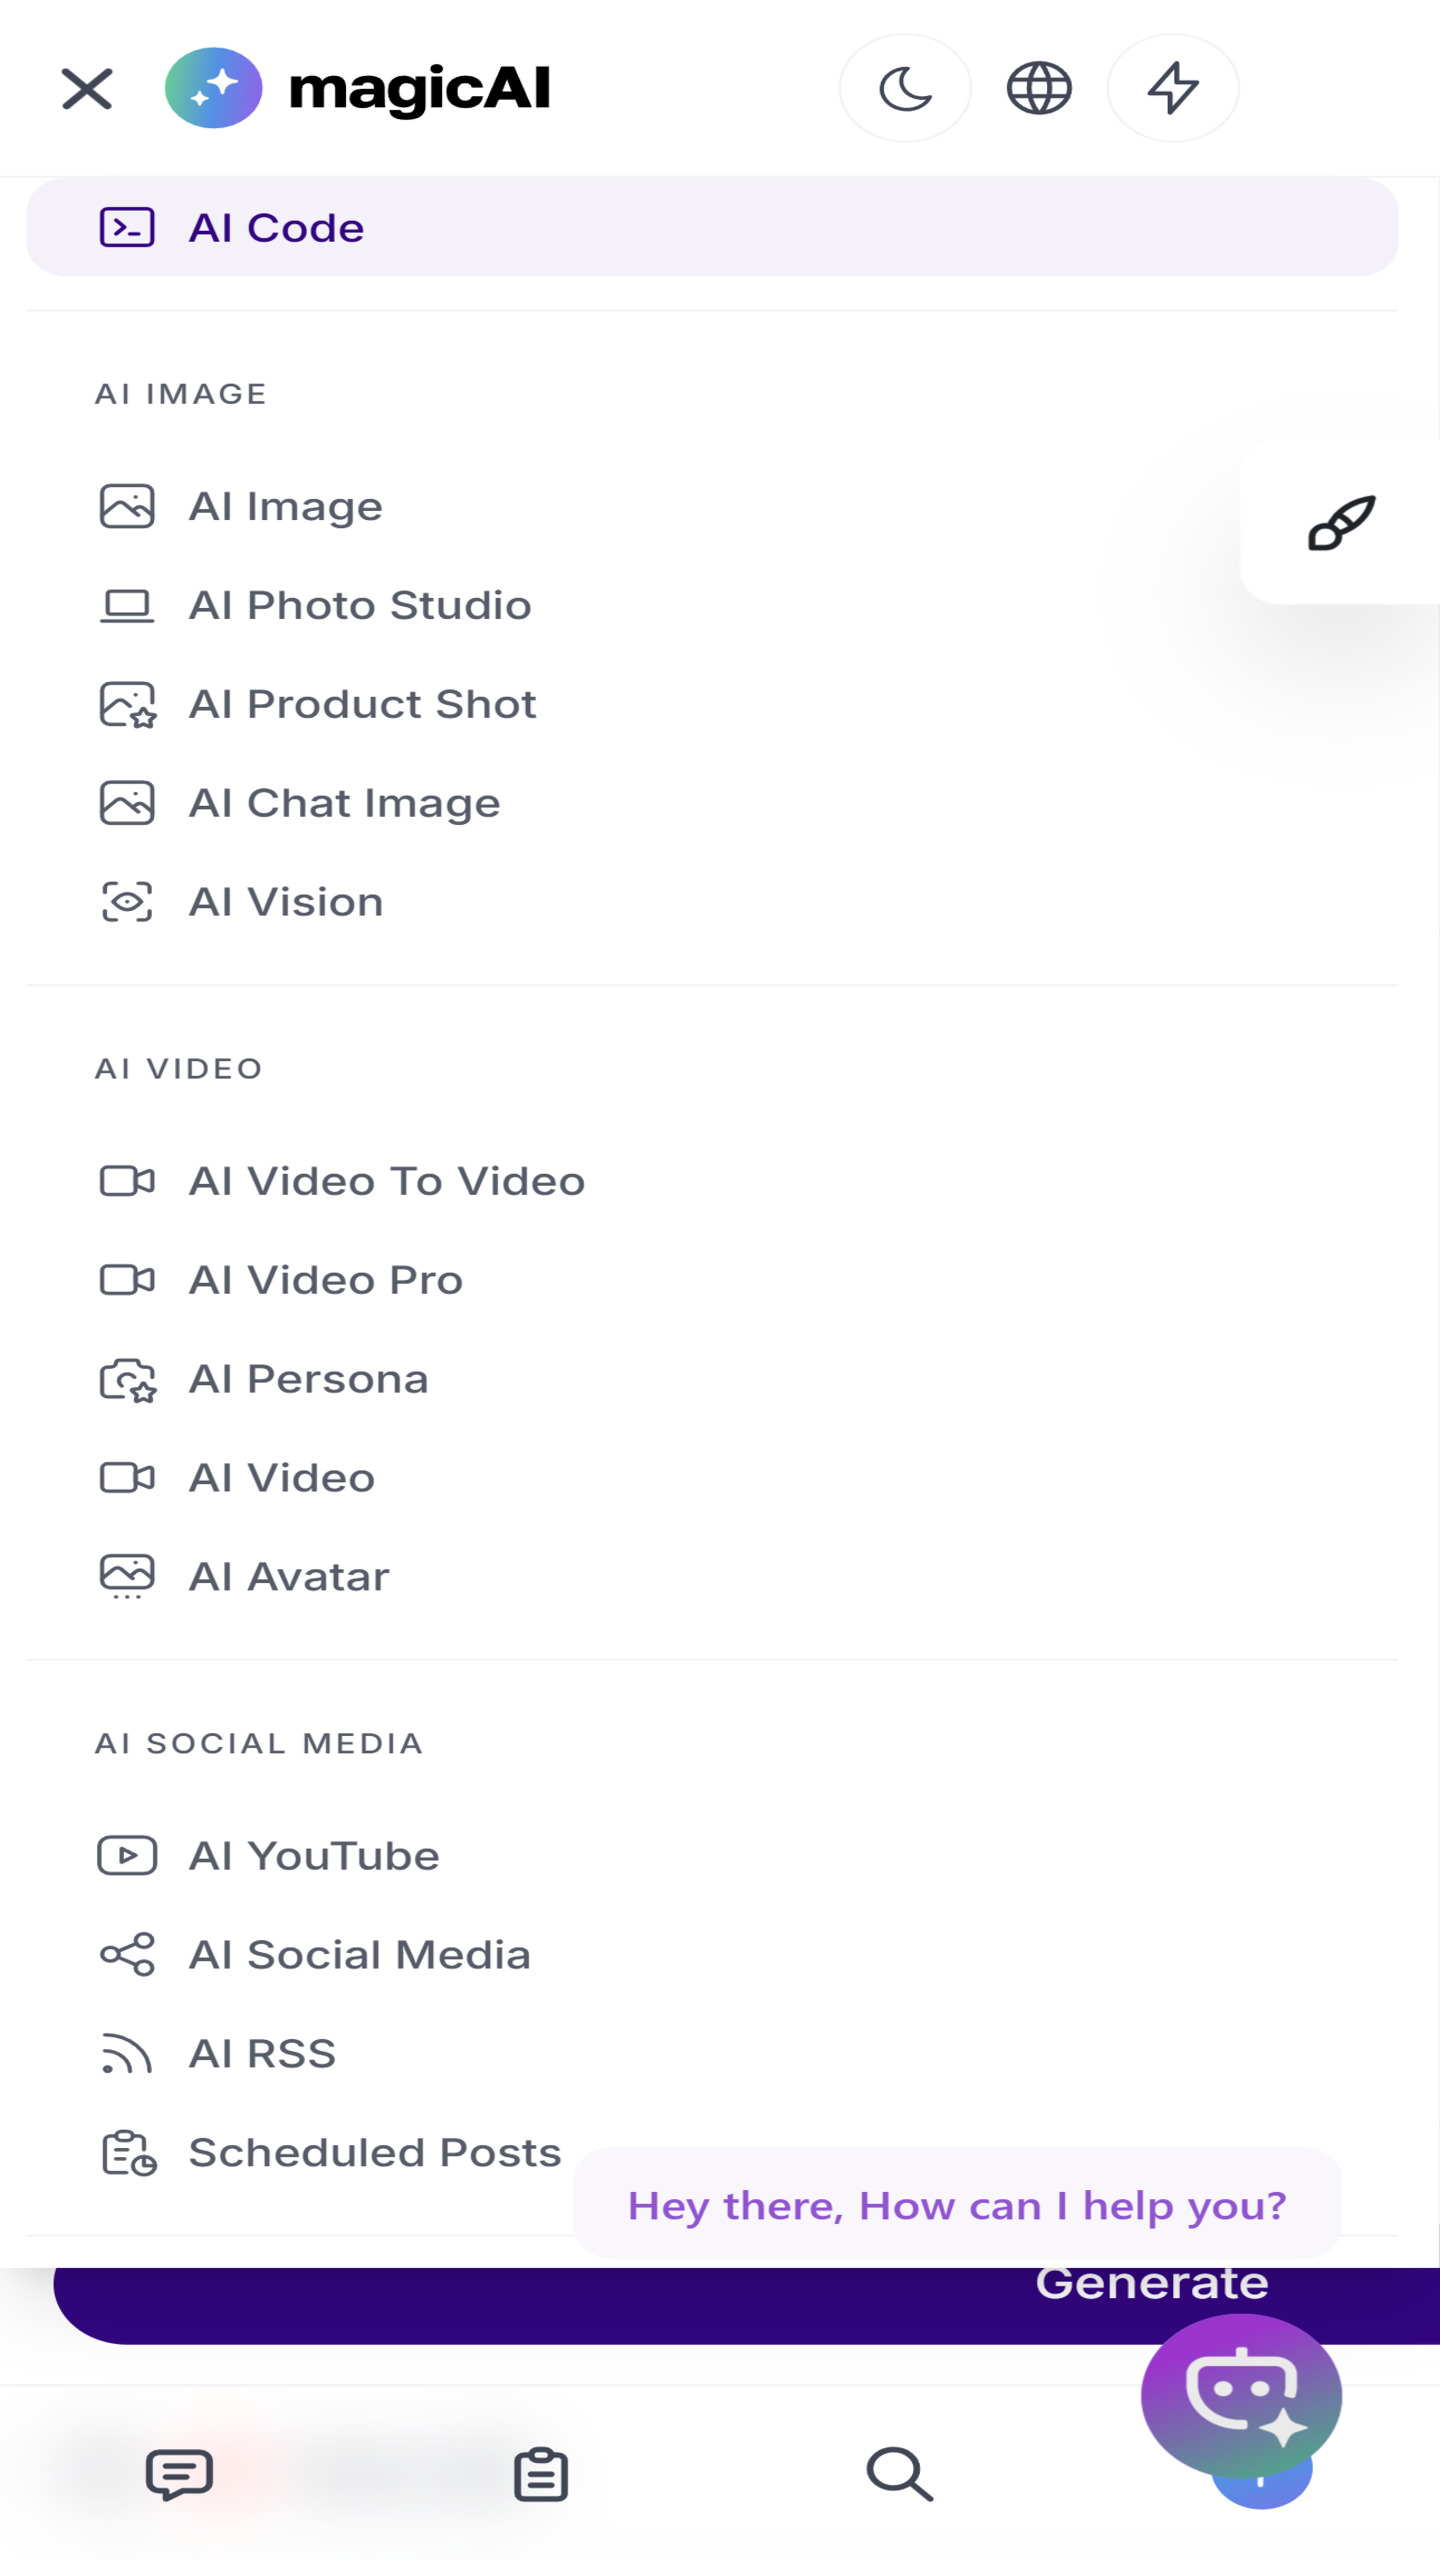 magicAI
AI Code
AI IMAGE
AI Image
AI Photo Studio
AI Product Shot
AI Chat Image
AI Vision
AI VIDEO
AI Video To Video
AI Video Pro
AI Persona
AI Video
AI Avatar
AI SOCIAL MEDIA
AI YouTube
AI Social Media
AI RSS
Scheduled Posts
Hey there, How can I help you?
Generate